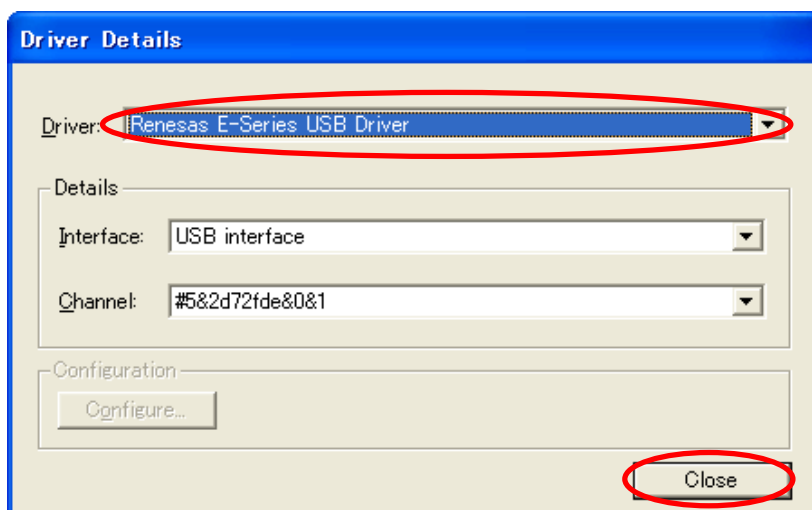 Driver Details
Driver: Renesas E-Series USB Driver
Details
Interface: USB interface
Channel: #5&2d72fde&0&1
Configuration
Configure...
Close